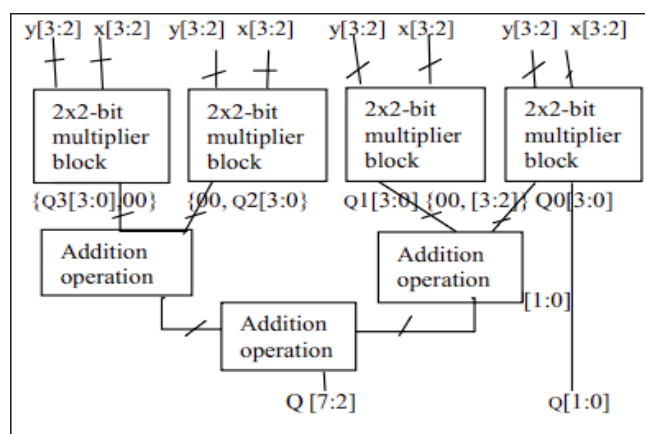 y[3:2] x[3:2] y[3:2] x[3:2] y[3:2] x[3:2] y[3:2] x[3:2]
2x2-bit
multiplier
block
2x2-bit
multiplier
block
2x2-bit
multiplier
block
2x2-bit
multiplier
block
{Q3[3:0],00} {00, Q2[3:0} Q1[3:0] {00, [3:2]} Q0[3:0]
Addition
operation
Addition
operation
[1:0]
Addition
operation
Q [7:2] Q[1:0]